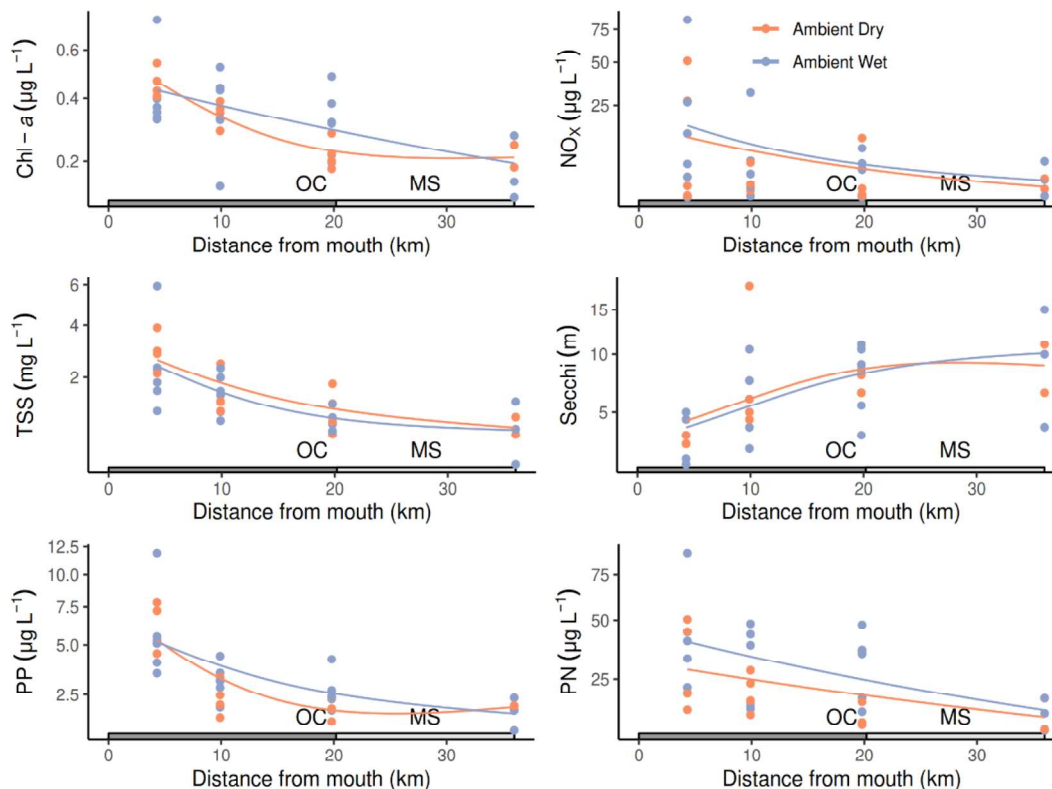 Chl − a (µg L⁻¹)
0.6
0.4
0.2
OC MS
0 10 20 30
Distance from mouth (km)
NOₓ (µg L⁻¹)
75
50
25
Ambient Dry
Ambient Wet
OC MS
0 10 20 30
Distance from mouth (km)
TSS (mg L⁻¹)
6
4
2
OC MS
0 10 20 30
Distance from mouth (km)
Secchi (m)
15
10
5
OC MS
0 10 20 30
Distance from mouth (km)
PP (µg L⁻¹)
12.5
10.0
7.5
5.0
2.5
OC MS
0 10 20 30
Distance from mouth (km)
PN (µg L⁻¹)
75
50
25
OC MS
0 10 20 30
Distance from mouth (km)